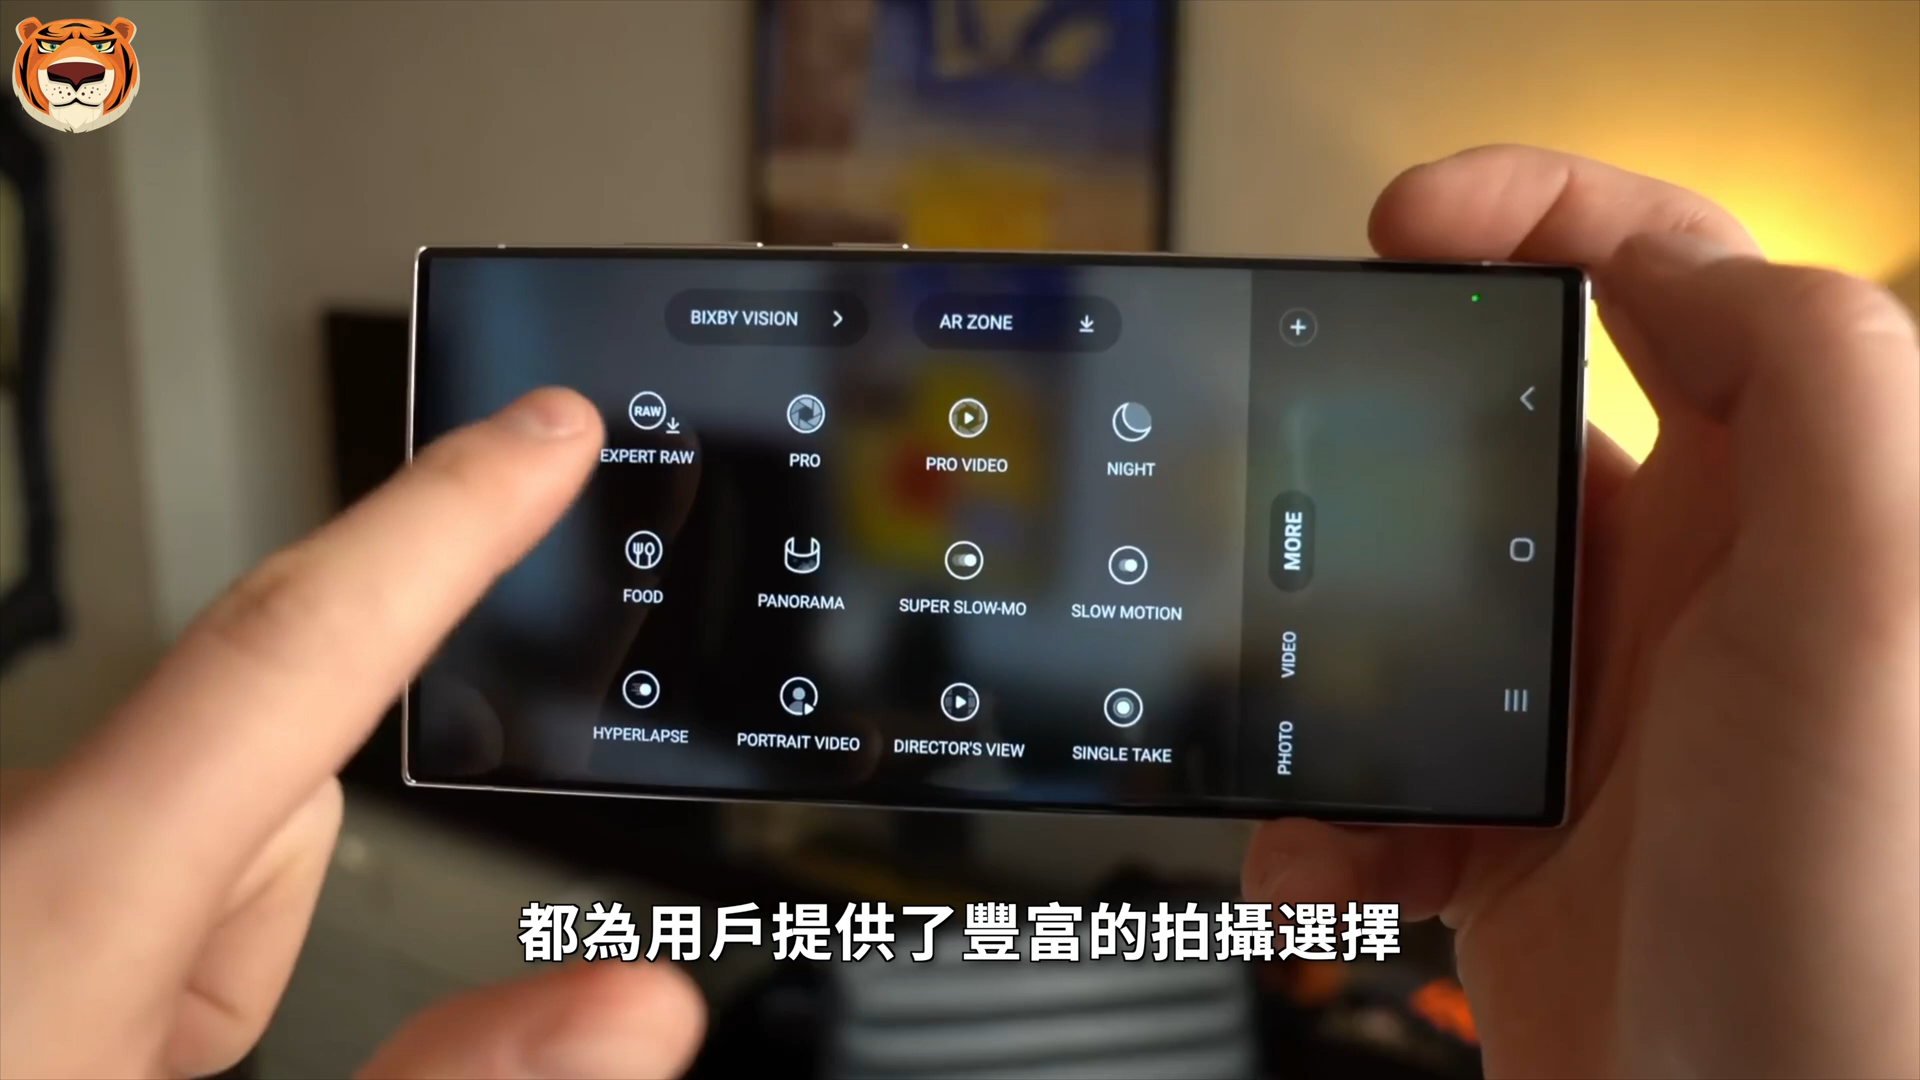 BIXBY VISION
AR ZONE
RAW
EXPERT RAW
PRO
PRO VIDEO
NIGHT
FOOD
PANORAMA
SUPER SLOW-MO
SLOW MOTION
HYPERLAPSE
PORTRAIT VIDEO
DIRECTOR'S VIEW
SINGLE TAKE
MORE
VIDEO
PHOTO
都為用戶提供了豐富的拍攝選擇